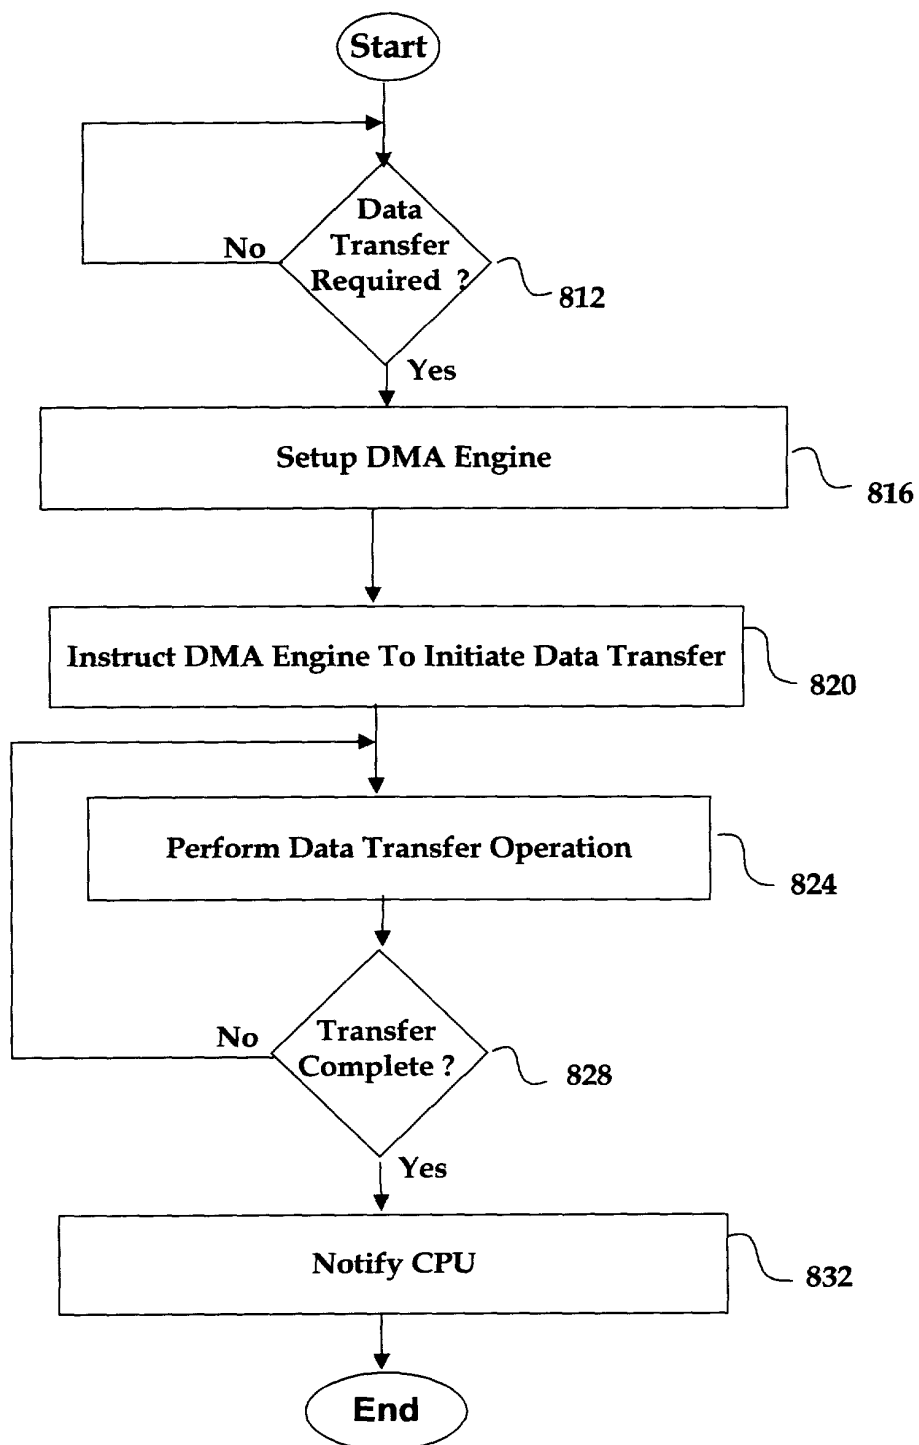 Start
Data
Transfer
Required ?
No
812
Yes
Setup DMA Engine
816
Instruct DMA Engine To Initiate Data Transfer
820
Perform Data Transfer Operation
824
Transfer
Complete ?
No
828
Yes
Notify CPU
832
End